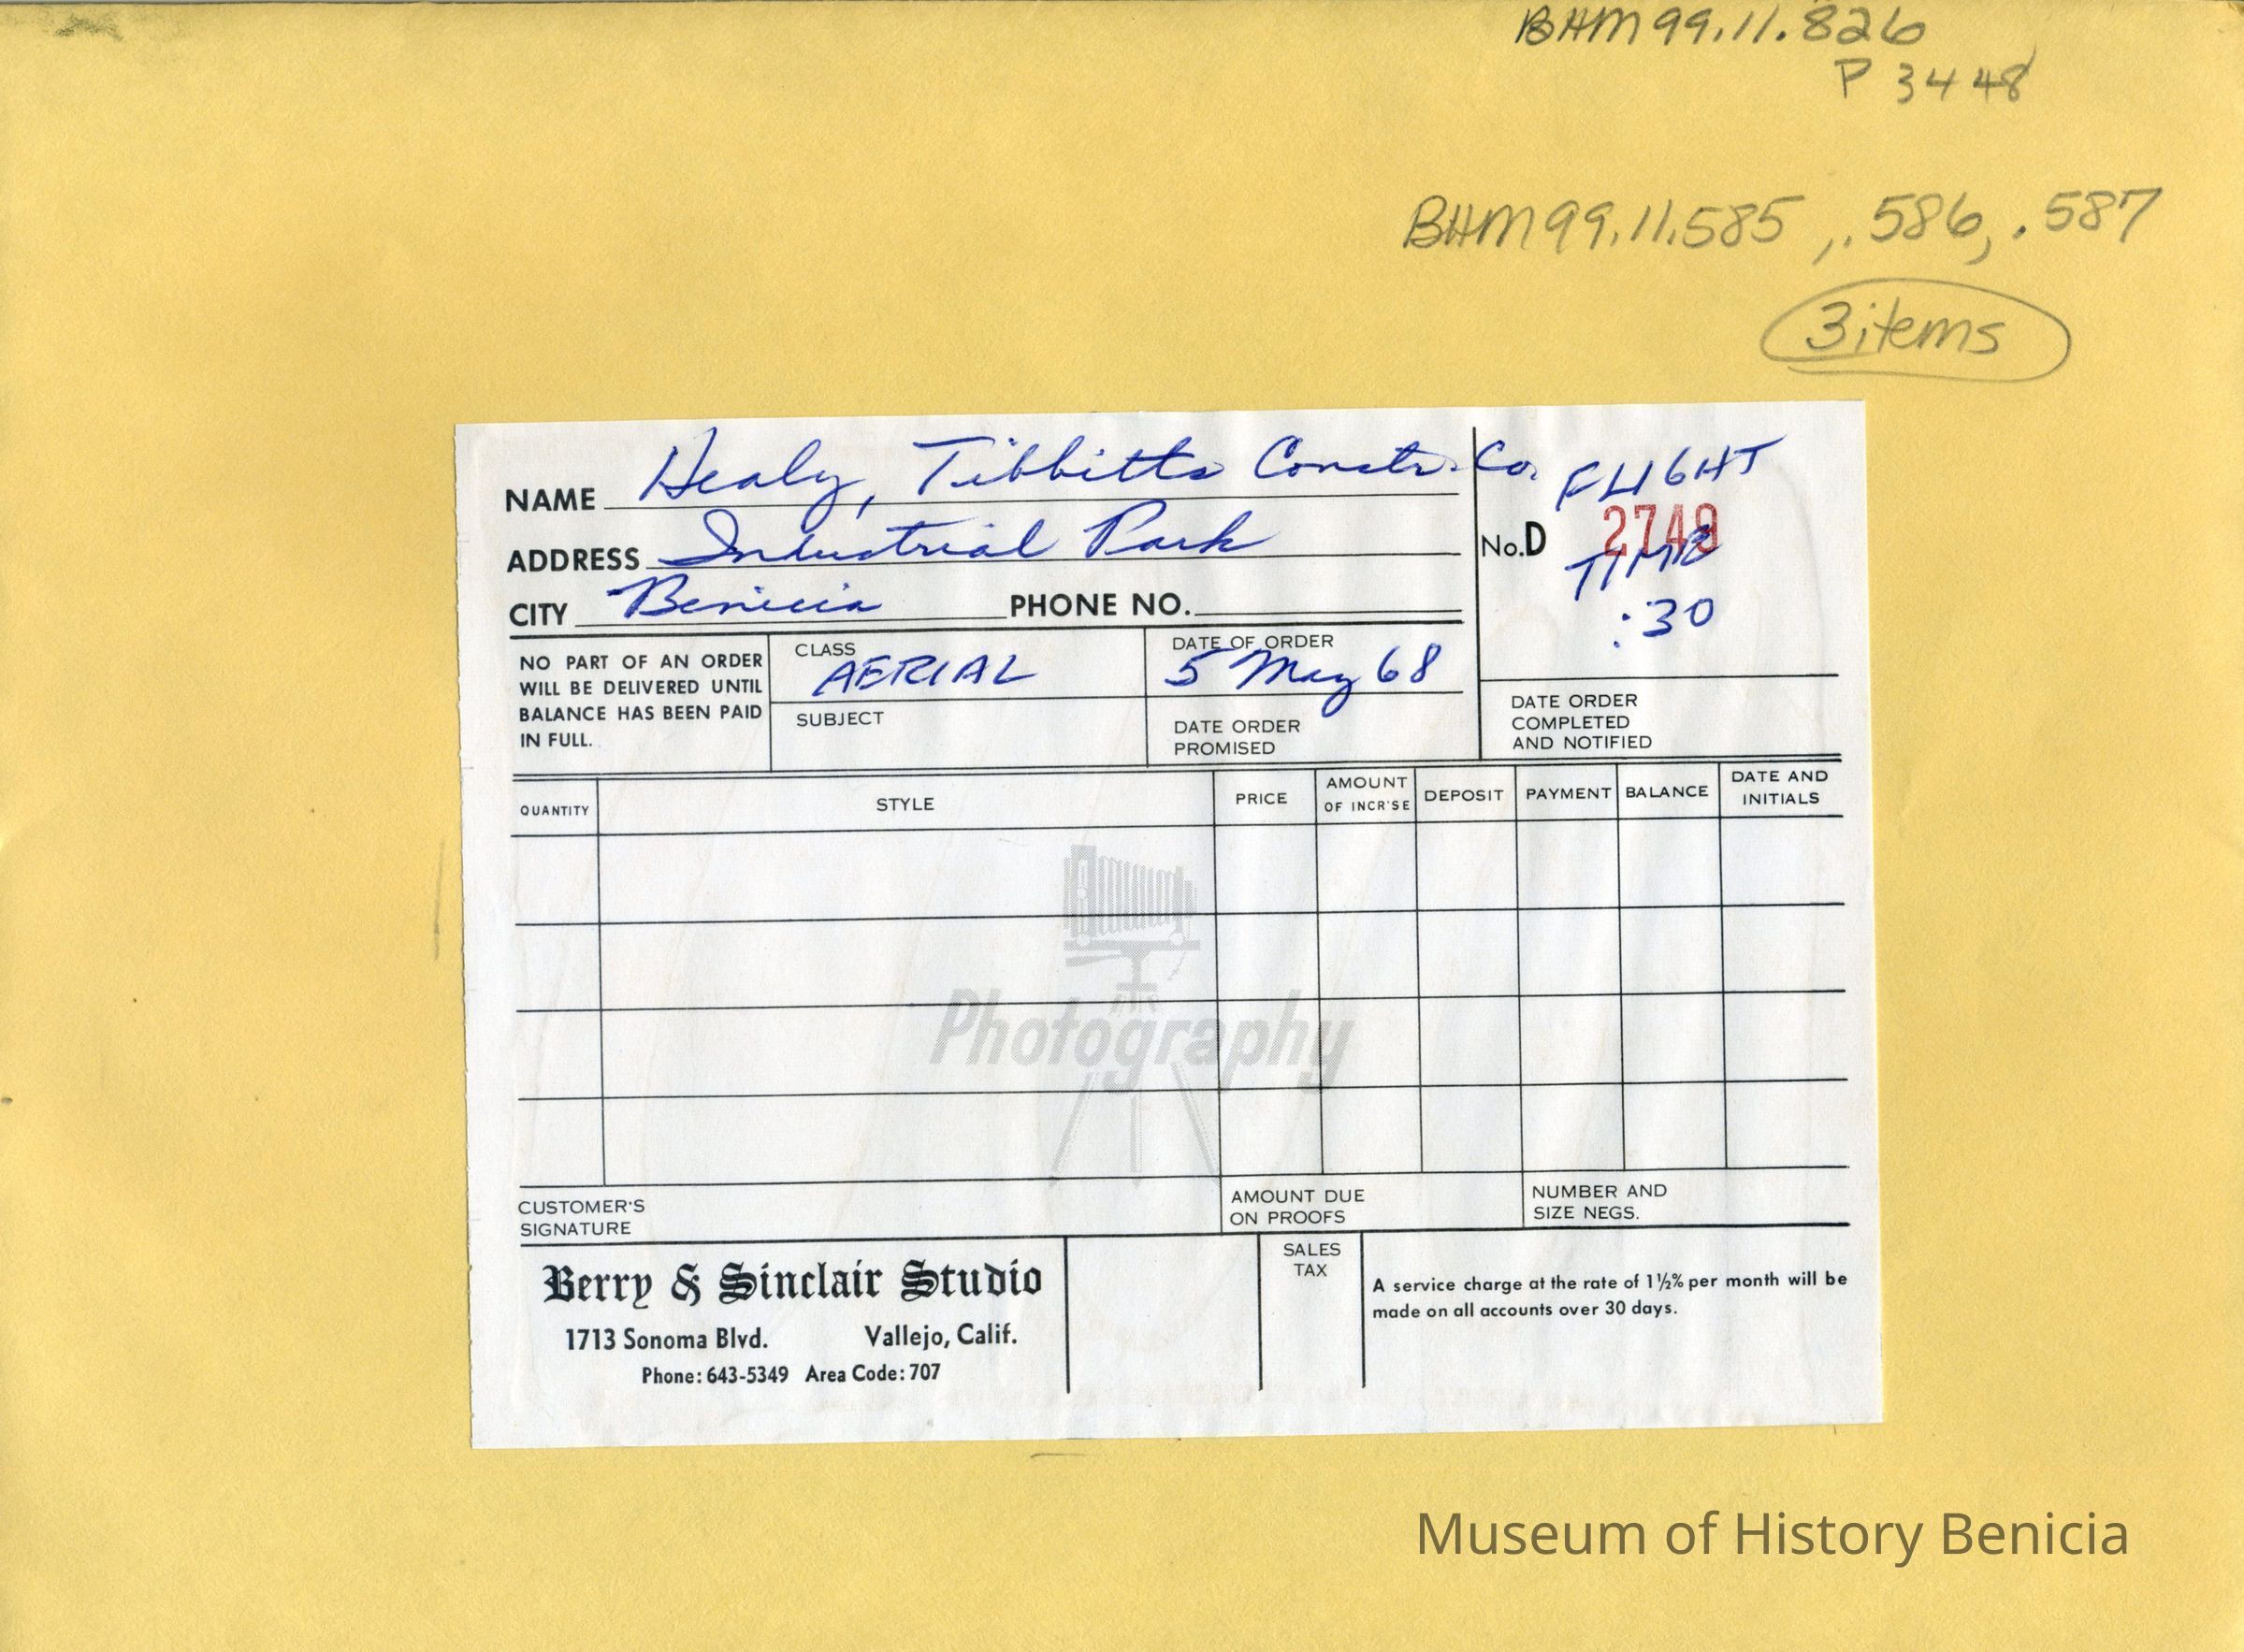 BHM 99.11.826
P 3448
BHM 99.11.585 , .586, .587
3 items
NAME Healy, Tibbitts Constr. Co.
FLIGHT
ADDRESS Industrial Park
No. D 2749
TIME
CITY Benicia PHONE NO.
:30
NO PART OF AN ORDER
WILL BE DELIVERED UNTIL
BALANCE HAS BEEN PAID
IN FULL.
CLASS
AERIAL
SUBJECT
DATE OF ORDER
5 May 68
DATE ORDER
PROMISED
DATE ORDER
COMPLETED
AND NOTIFIED
QUANTITY STYLE PRICE AMOUNT OF INCR'SE DEPOSIT PAYMENT BALANCE DATE AND INITIALS
Photography
CUSTOMER'S
SIGNATURE
AMOUNT DUE
ON PROOFS
NUMBER AND
SIZE NEGS.
Berry & Sinclair Studio
1713 Sonoma Blvd. Vallejo, Calif.
Phone: 643-5349 Area Code: 707
SALES
TAX
A service charge at the rate of 1½% per month will be
made on all accounts over 30 days.
Museum of History Benicia